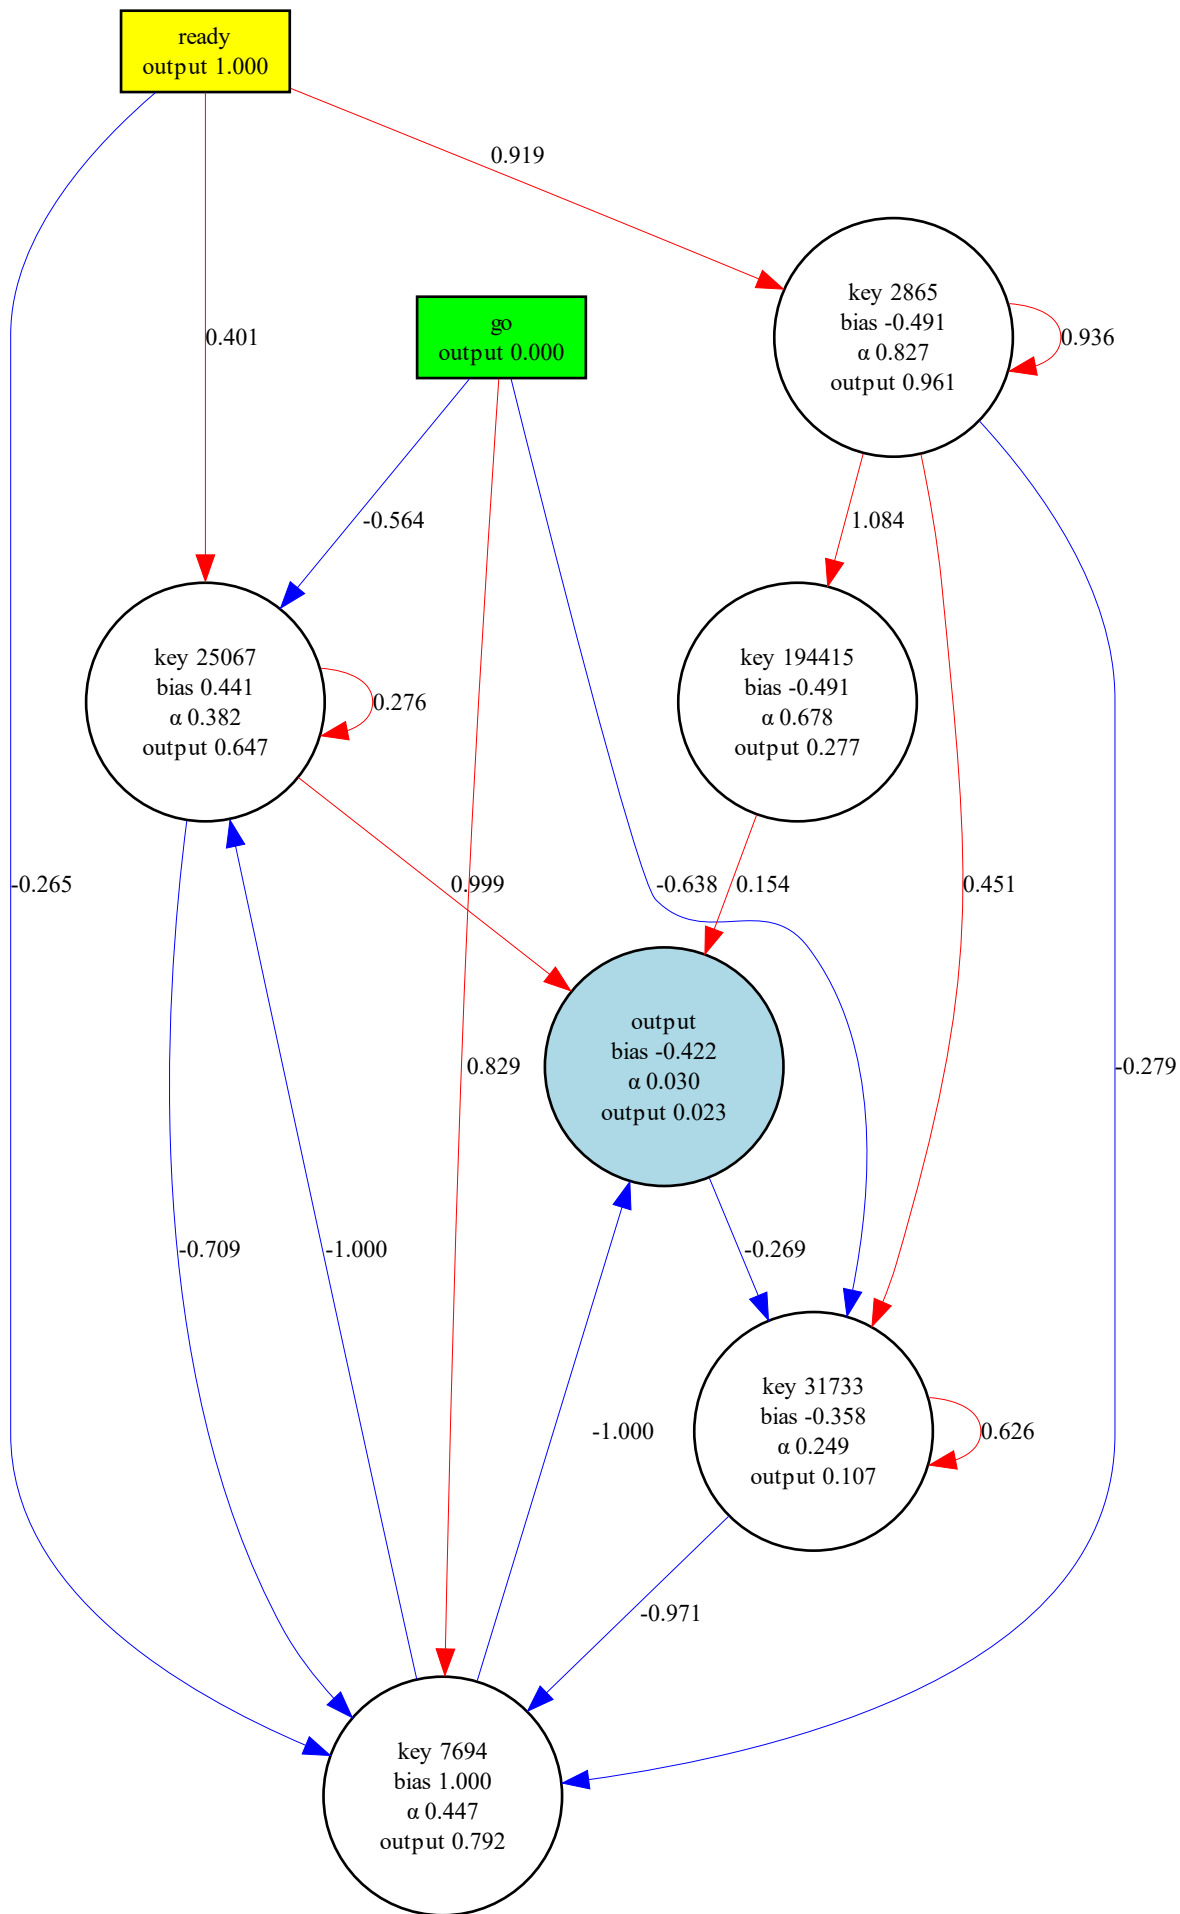 ready
output 1.000
0.919
key 2865
bias -0.491
α 0.827
output 0.961
0.936
go
output 0.000
0.401
-0.564
1.084
key 25067
bias 0.441
α 0.382
output 0.647
0.276
key 194415
bias -0.491
α 0.678
output 0.277
-0.265
0.999
-0.638
0.154
0.451
output
bias -0.422
α 0.030
output 0.023
0.829
-0.279
-0.709
-1.000
-0.269
key 31733
bias -0.358
α 0.249
output 0.107
0.626
-1.000
-0.971
key 7694
bias 1.000
α 0.447
output 0.792